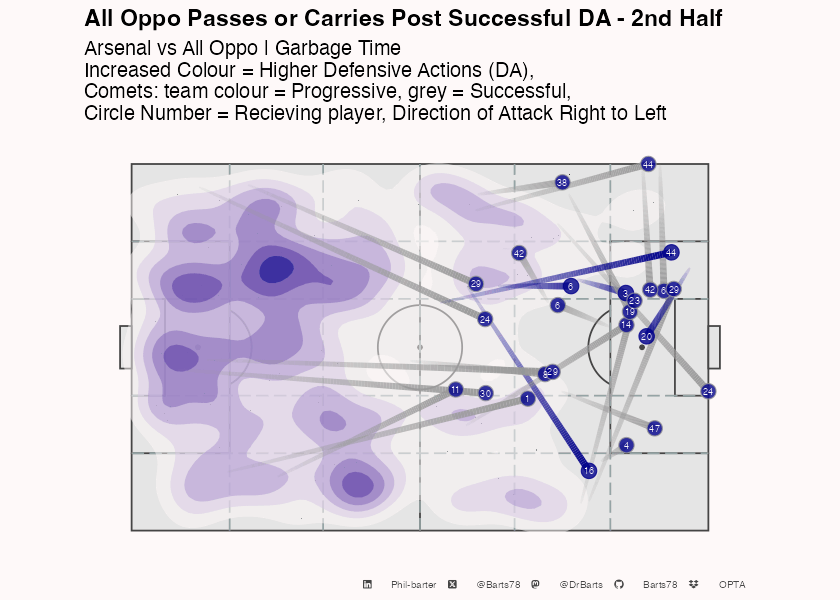 All Oppo Passes or Carries Post Successful DA - 2nd Half
Arsenal vs All Oppo | Garbage Time
Increased Colour = Higher Defensive Actions (DA),
Comets: team colour = Progressive, grey = Successful,
Circle Number = Recieving player, Direction of Attack Right to Left
44
38
42
44
29
6
3
42
6
29
23
6
19
24
14
20
8
29
11
30
1
24
47
4
16
Phil-barter
@Barts78
@DrBarts
Barts78
OPTA